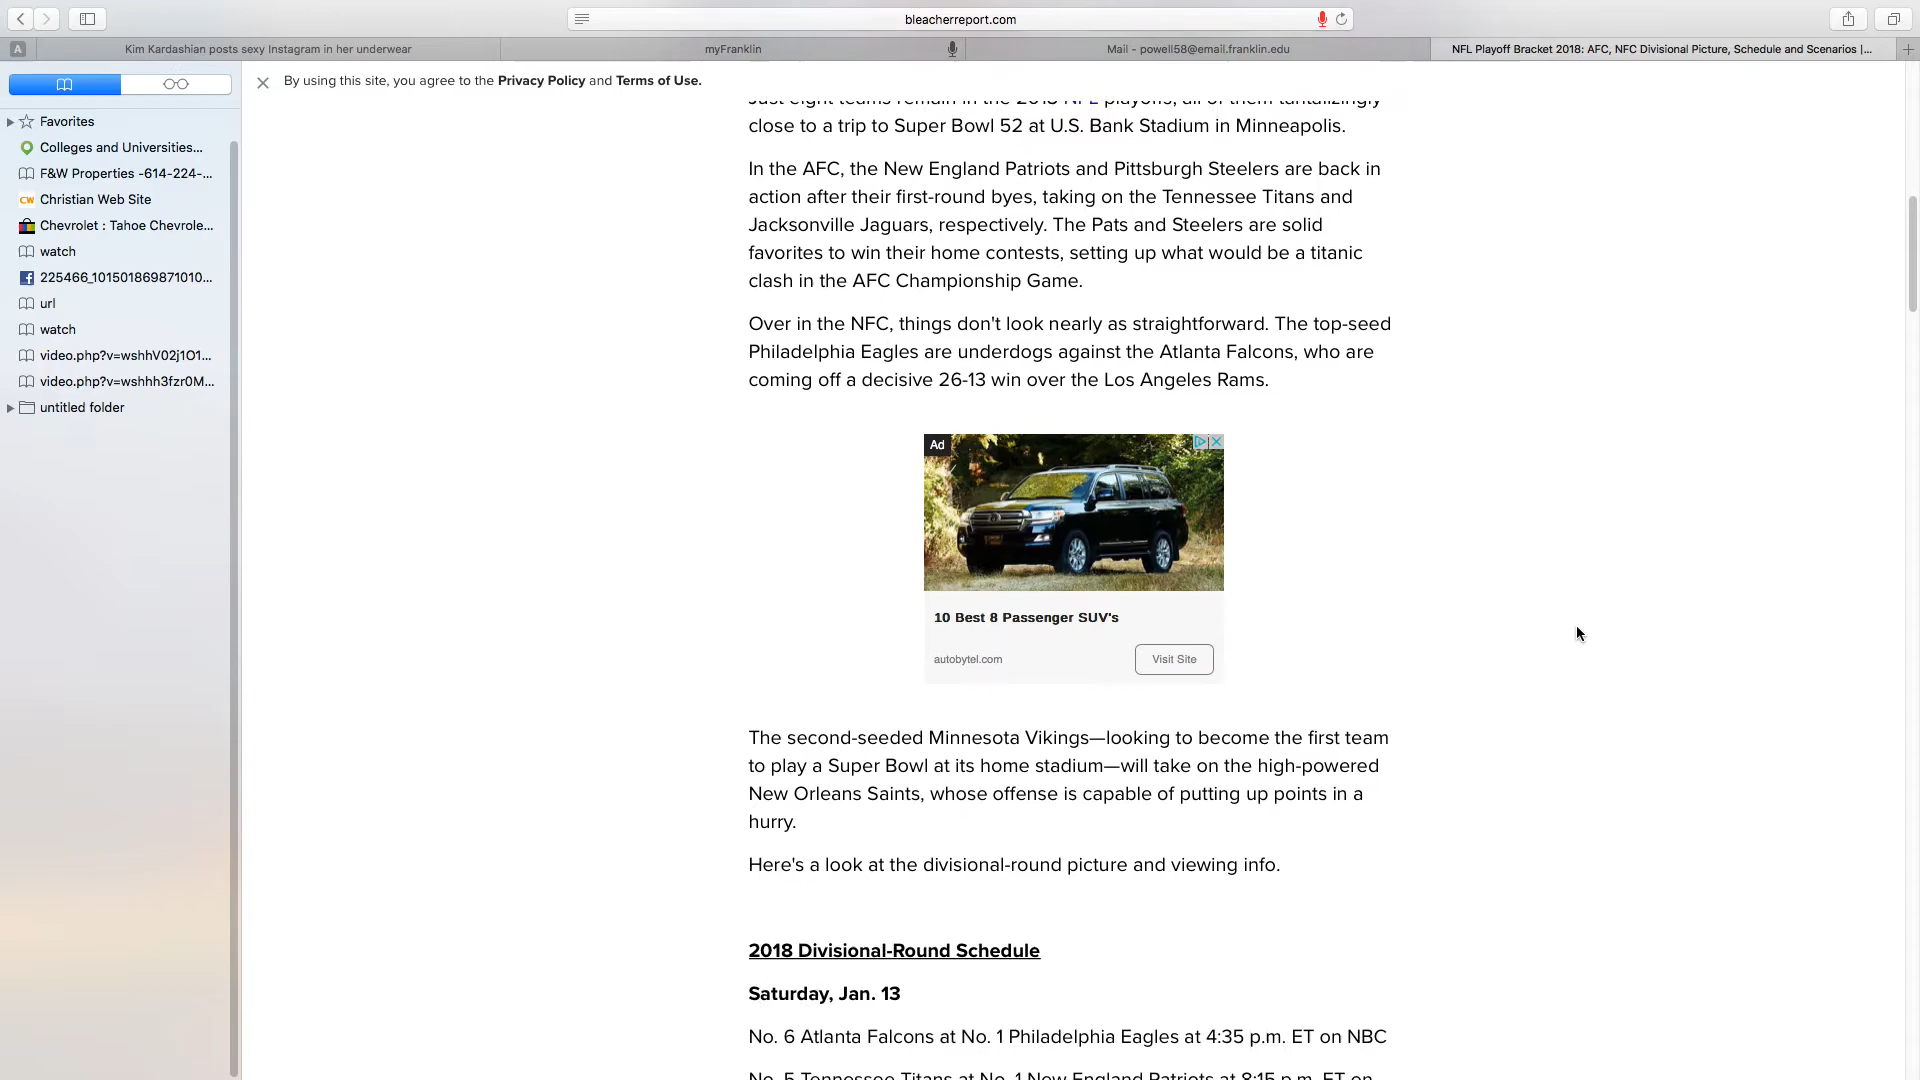 bleacherreport.com
A
Kim Kardashian posts sexy Instagram in her underwear
myFranklin
Mail - powell58@email.franklin.edu
NFL Playoff Bracket 2018: AFC, NFC Divisional Picture, Schedule and Scenarios |...
By using this site, you agree to the Privacy Policy and Terms of Use.
Favorites
Colleges and Universities...
F&W Properties -614-224-...
CW Christian Web Site
Chevrolet : Tahoe Chevrole...
watch
225466_101501869871010...
url
watch
video.php?v=wshhV02j1O1...
video.php?v=wshhh3fzr0M...
untitled folder
Just eight teams remain in the 2018 NFL playoffs, all of them tantalizingly
close to a trip to Super Bowl 52 at U.S. Bank Stadium in Minneapolis.
In the AFC, the New England Patriots and Pittsburgh Steelers are back in
action after their first-round byes, taking on the Tennessee Titans and
Jacksonville Jaguars, respectively. The Pats and Steelers are solid
favorites to win their home contests, setting up what would be a titanic
clash in the AFC Championship Game.
Over in the NFC, things don't look nearly as straightforward. The top-seed
Philadelphia Eagles are underdogs against the Atlanta Falcons, who are
coming off a decisive 26-13 win over the Los Angeles Rams.
Ad
10 Best 8 Passenger SUV's
autobytel.com
Visit Site
The second-seeded Minnesota Vikings—looking to become the first team
to play a Super Bowl at its home stadium—will take on the high-powered
New Orleans Saints, whose offense is capable of putting up points in a
hurry.
Here's a look at the divisional-round picture and viewing info.
2018 Divisional-Round Schedule
Saturday, Jan. 13
No. 6 Atlanta Falcons at No. 1 Philadelphia Eagles at 4:35 p.m. ET on NBC
No. 5 Tennessee Titans at No. 1 New England Patriots at 8:15 p.m. ET on